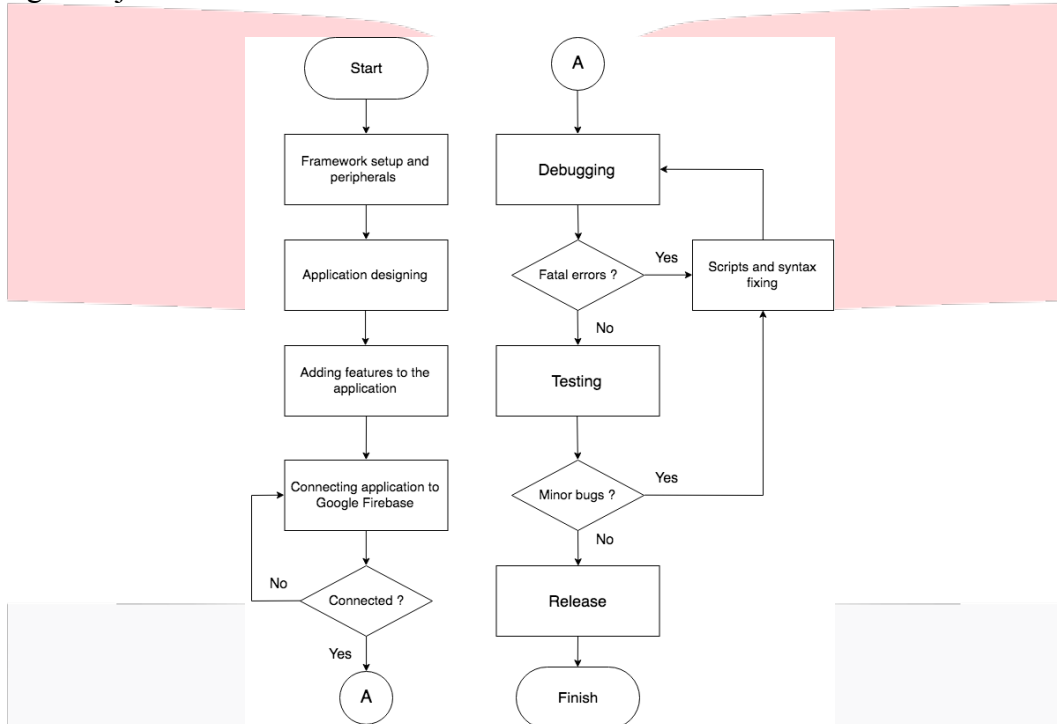 Start
Framework setup and
peripherals
Application designing
Adding features to the
application
Connecting application to
Google Firebase
Connected ?
No
Yes
A
A
Debugging
Fatal errors ?
Yes
Scripts and syntax
fixing
No
Testing
Minor bugs ?
Yes
No
Release
Finish